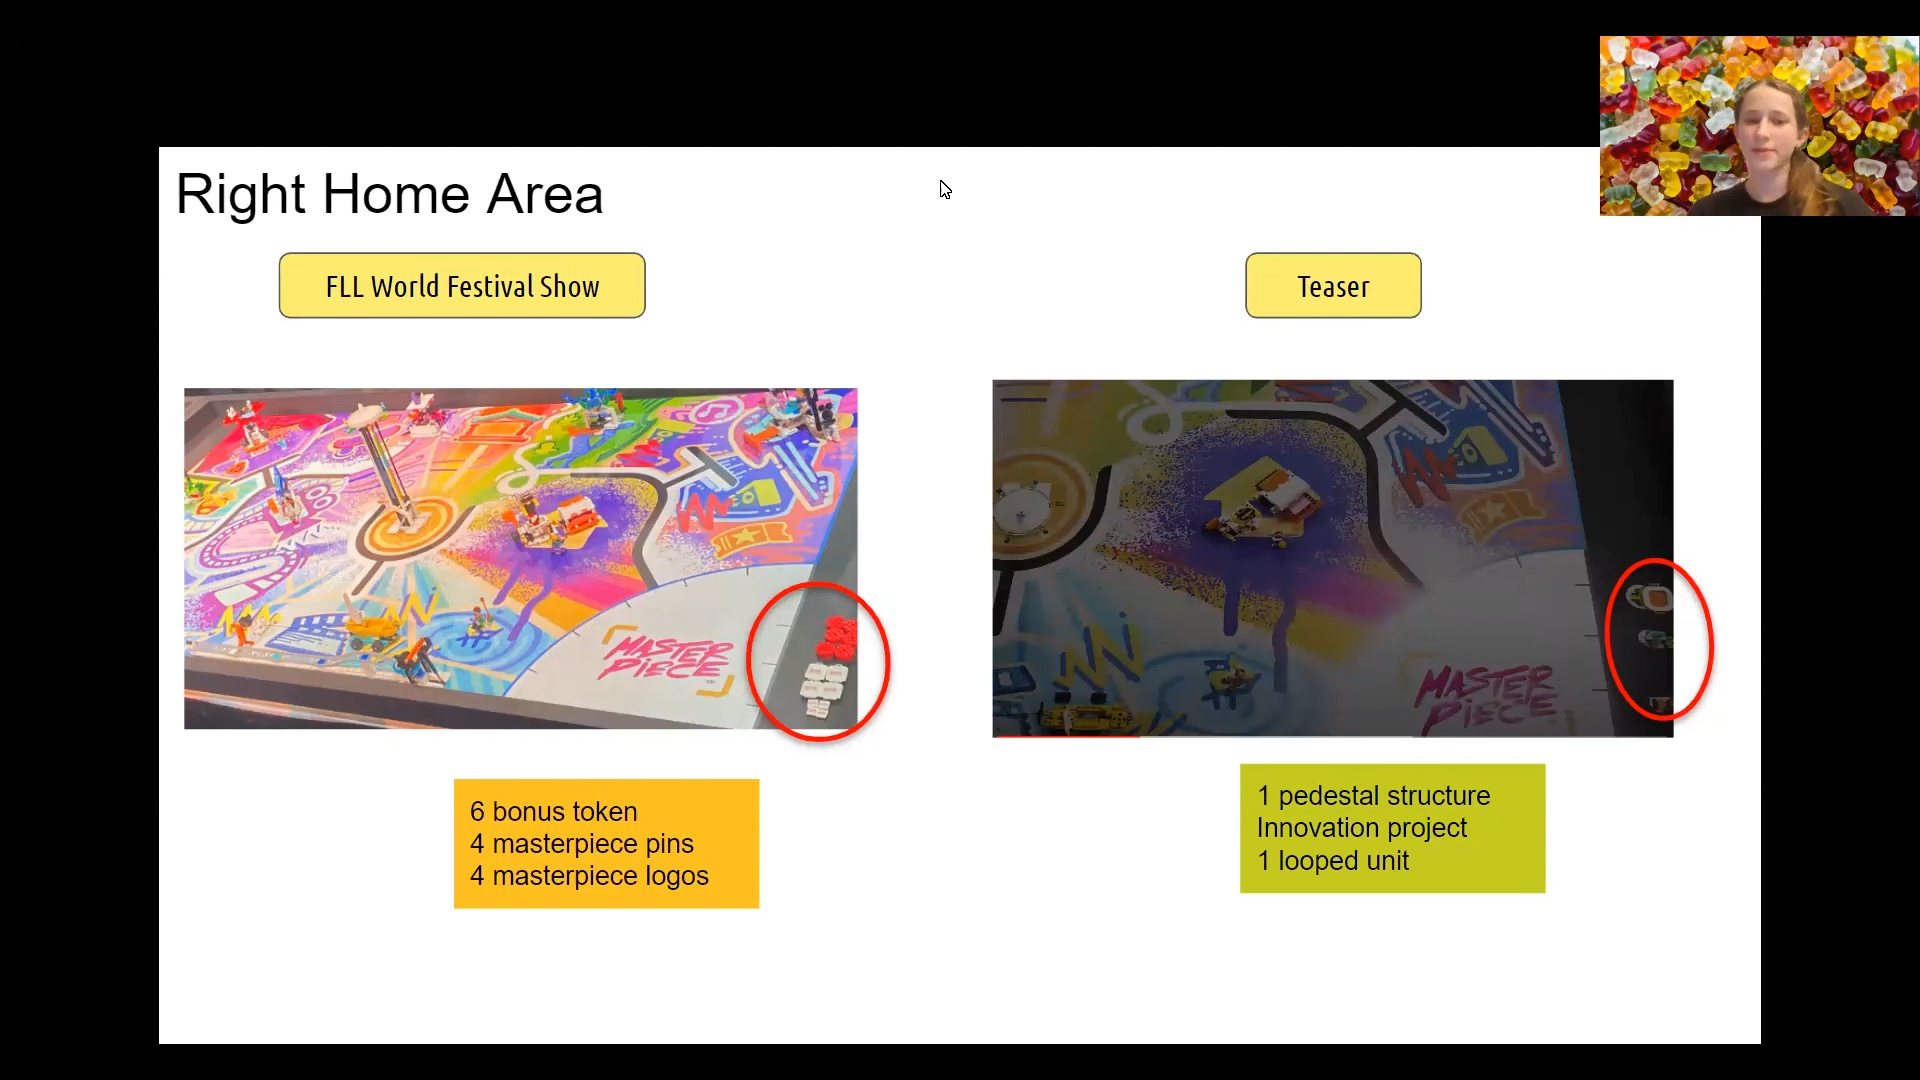 Right Home Area
FLL World Festival Show
Teaser
MASTER
PIECE
MASTER
PIECE
6 bonus token
4 masterpiece pins
4 masterpiece logos
1 pedestal structure
Innovation project
1 looped unit